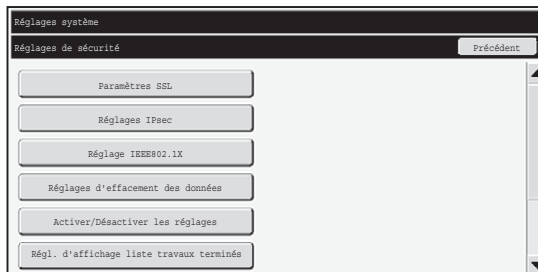 Réglages système
Réglages de sécurité
Précédent
Paramètres SSL
Réglages IPsec
Réglage IEEE802.1X
Réglages d'effacement des données
Activer/Désactiver les réglages
Régl. d'affichage liste travaux terminés